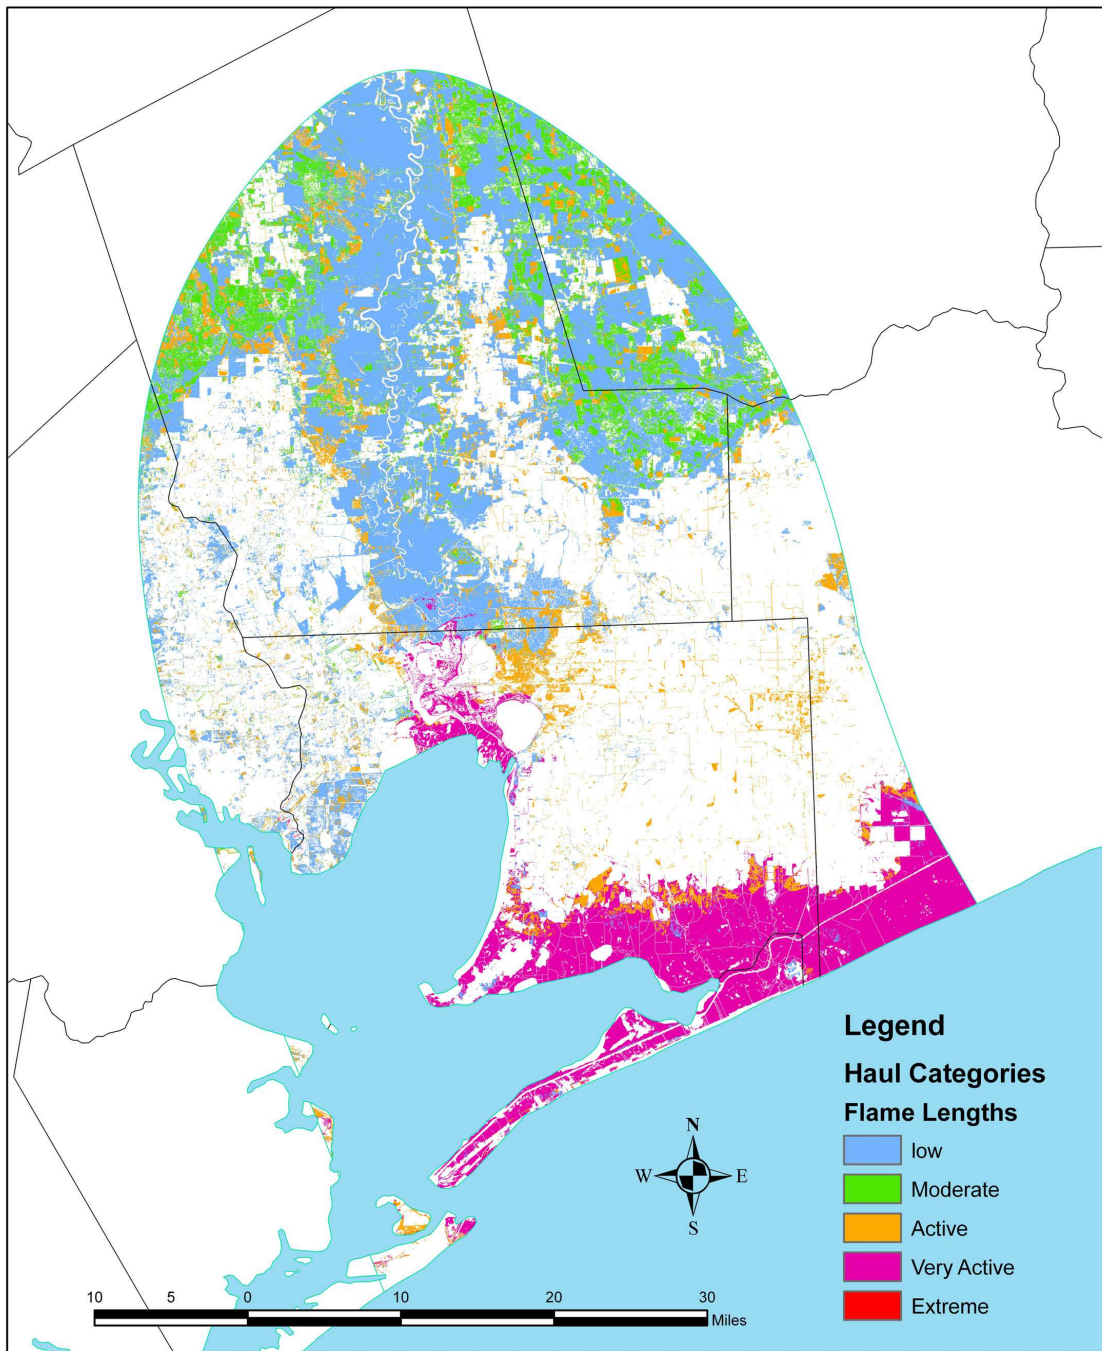 Legend
Haul Categories
Flame Lengths
low
Moderate
Active
Very Active
Extreme
N
W E
S
10 5 0 10 20 30
Miles